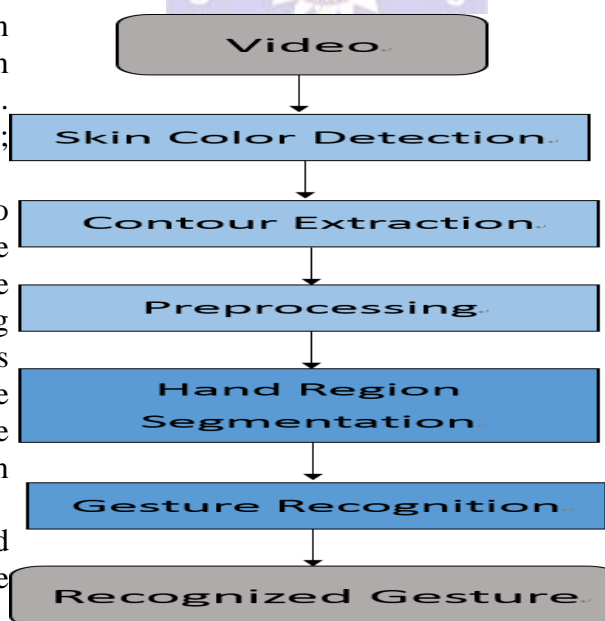 n
Video
n
.
;
Skin Color Detection
o
Contour Extraction
e
e
Preprocessing
g
s
Hand Region
e
Segmentation
e
n
Gesture Recognition
d
e
Recognized Gesture